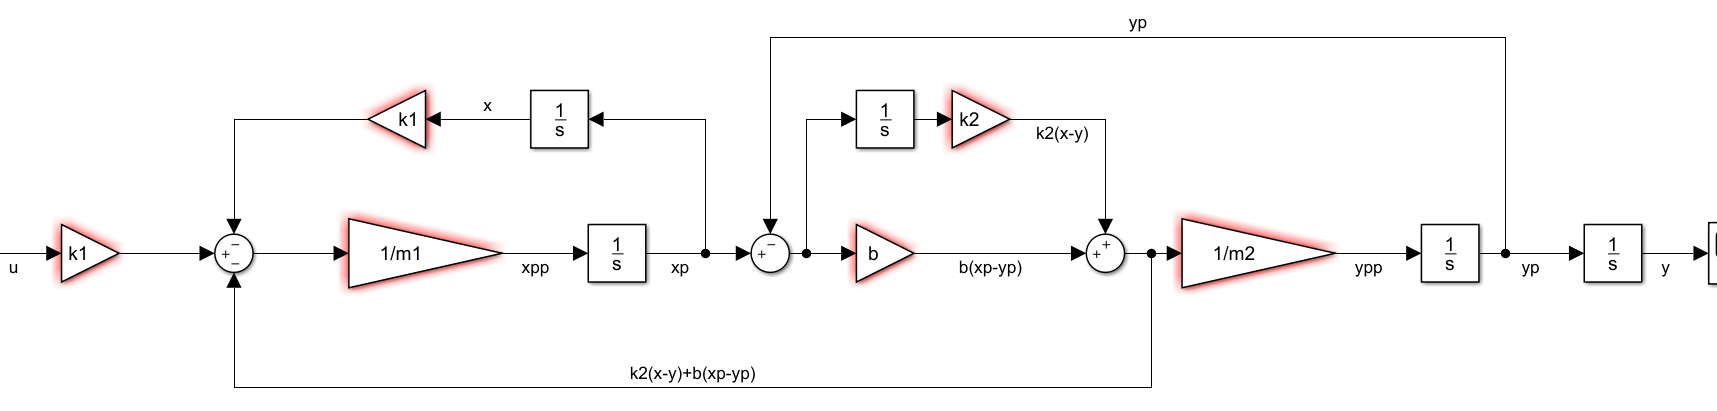 yp
k1
x
1
s
1
s
k2
k2(x-y)
u
k1
−
+
−
1/m1
xpp
1
s
xp
−
+
b
b(xp-yp)
+
+
1/m2
ypp
1
s
yp
1
s
y
k2(x-y)+b(xp-yp)